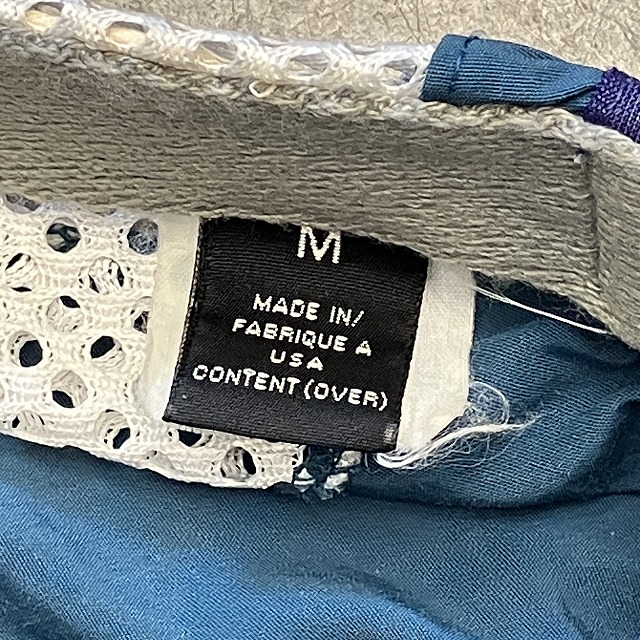 M
MADE IN/
FABRIQUE A
USA
CONTENT (OVER)